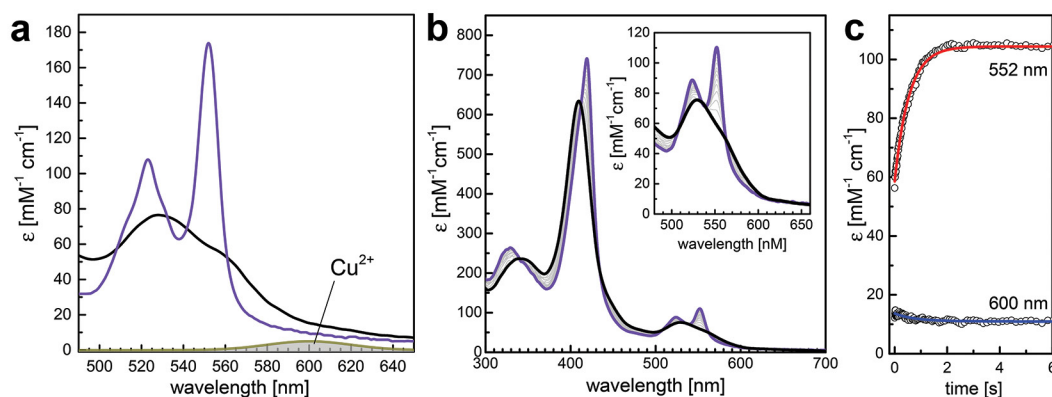 a
180
160
140
120
100
80
60
40
20
0
ε [mM⁻¹ cm⁻¹]
Cu²⁺
500 520 540 560 580 600 620 640
wavelength [nm]
b
800
700
600
500
400
300
200
100
0
ε [mM⁻¹cm⁻¹]
300 400 500 600 700
wavelength [nm]
120
100
80
60
40
20
0
ε [mM⁻¹cm⁻¹]
500 550 600 650
wavelength [nM]
c
100
80
60
40
20
0
ε [mM⁻¹ cm⁻¹]
552 nm
600 nm
0 2 4 6
time [s]